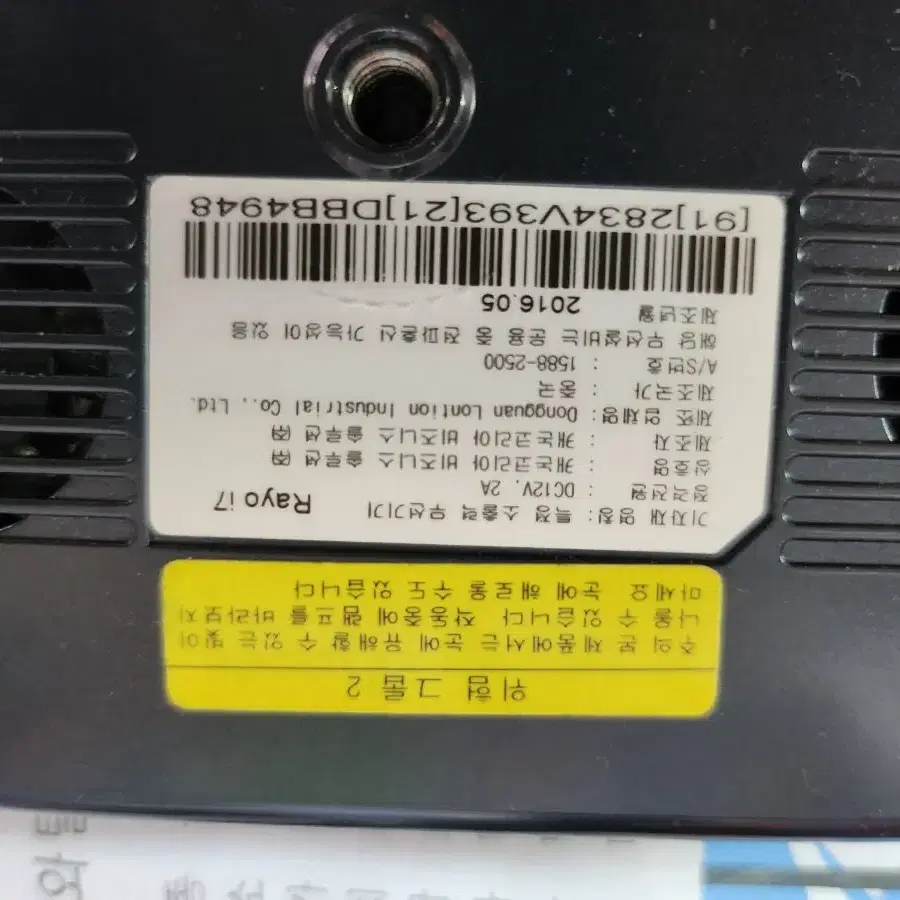 위험 그룹 2
주의 본 제품에서는 눈에 유해할 수 있는 빛이
나올 수 있습니다 작동중에 램프를 바라보지
마세요 눈에 해로울 수도 있습니다
기자재 명칭: 특정 소출력 무선기기 Rayo i7
정격전원 : DC12V, 2A
상호명 : 캐논코리아 비즈니스 솔루션 ㈜
제조자 : 캐논코리아 비즈니스 솔루션 ㈜
제조 업체명: Dongguan Lontion Industrial Co., Ltd.
제조국가 : 중국
A/S번호 : 1588-2500
해당 무선설비는 운용 중 전파혼신 가능성이 있음
제조년월 2016.05
[91]2834V393[21]DBB4948